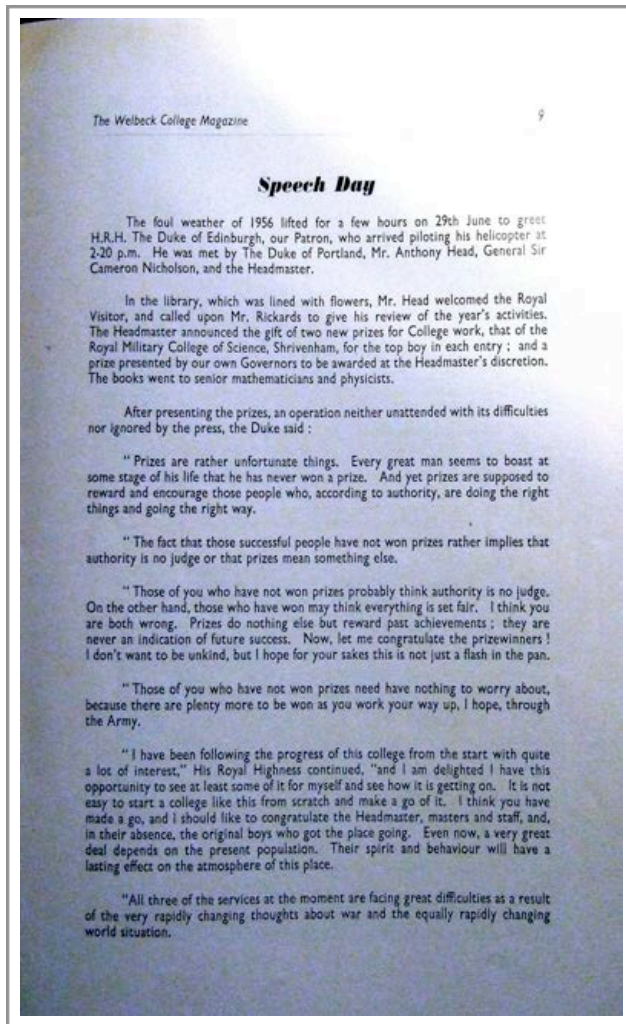 The Welbeck College Magazine
9
Speech Day
The foul weather of 1956 lifted for a few hours on 29th June to greet
H.R.H. The Duke of Edinburgh, our Patron, who arrived piloting his helicopter at
2-20 p.m. He was met by The Duke of Portland, Mr. Anthony Head, General Sir
Cameron Nicholson, and the Headmaster.
In the library, which was lined with flowers, Mr. Head welcomed the Royal
Visitor, and called upon Mr. Rickards to give his review of the year's activities.
The Headmaster announced the gift of two new prizes for College work, that of the
Royal Military College of Science, Shrivenham, for the top boy in each entry ; and a
prize presented by our own Governors to be awarded at the Headmaster's discretion.
The books went to senior mathematicians and physicists.
After presenting the prizes, an operation neither unattended with its difficulties
nor ignored by the press, the Duke said :
" Prizes are rather unfortunate things. Every great man seems to boast at
some stage of his life that he has never won a prize. And yet prizes are supposed to
reward and encourage those people who, according to authority, are doing the right
things and going the right way.
" The fact that those successful people have not won prizes rather implies that
authority is no judge or that prizes mean something else.
" Those of you who have not won prizes probably think authority is no judge.
On the other hand, those who have won may think everything is set fair. I think you
are both wrong. Prizes do nothing else but reward past achievements ; they are
never an indication of future success. Now, let me congratulate the prizewinners !
I don't want to be unkind, but I hope for your sakes this is not just a flash in the pan.
" Those of you who have not won prizes need have nothing to worry about,
because there are plenty more to be won as you work your way up, I hope, through
the Army.
" I have been following the progress of this college from the start with quite
a lot of interest," His Royal Highness continued, "and I am delighted I have this
opportunity to see at least some of it for myself and see how it is getting on. It is not
easy to start a college like this from scratch and make a go of it. I think you have
made a go, and I should like to congratulate the Headmaster, masters and staff, and,
in their absence, the original boys who got the place going. Even now, a very great
deal depends on the present population. Their spirit and behaviour will have a
lasting effect on the atmosphere of this place.
"All three of the services at the moment are facing great difficulties as a result
of the very rapidly changing thoughts about war and the equally rapidly changing
world situation.